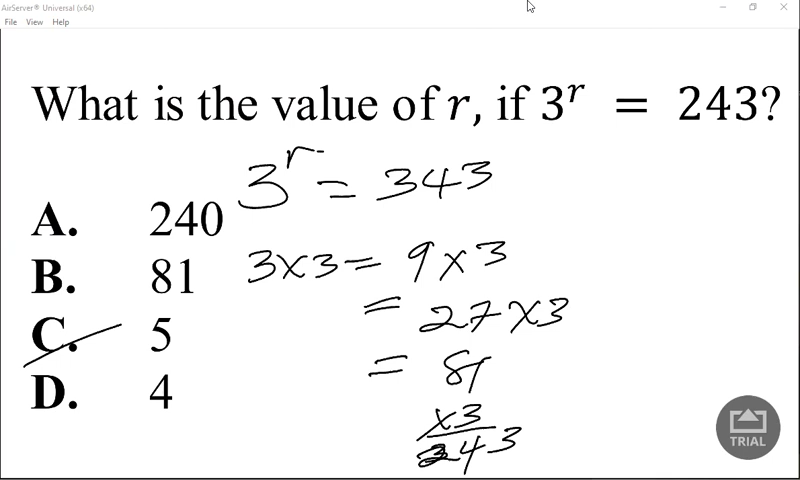 AirServer® Universal (x64)
File View Help
What is the value of r, if 3^r = 243?
3^r = 343
A. 240
3x3= 9x3
B. 81
= 27x3
C. 5
= 81
D. 4
x3
243
TRIAL